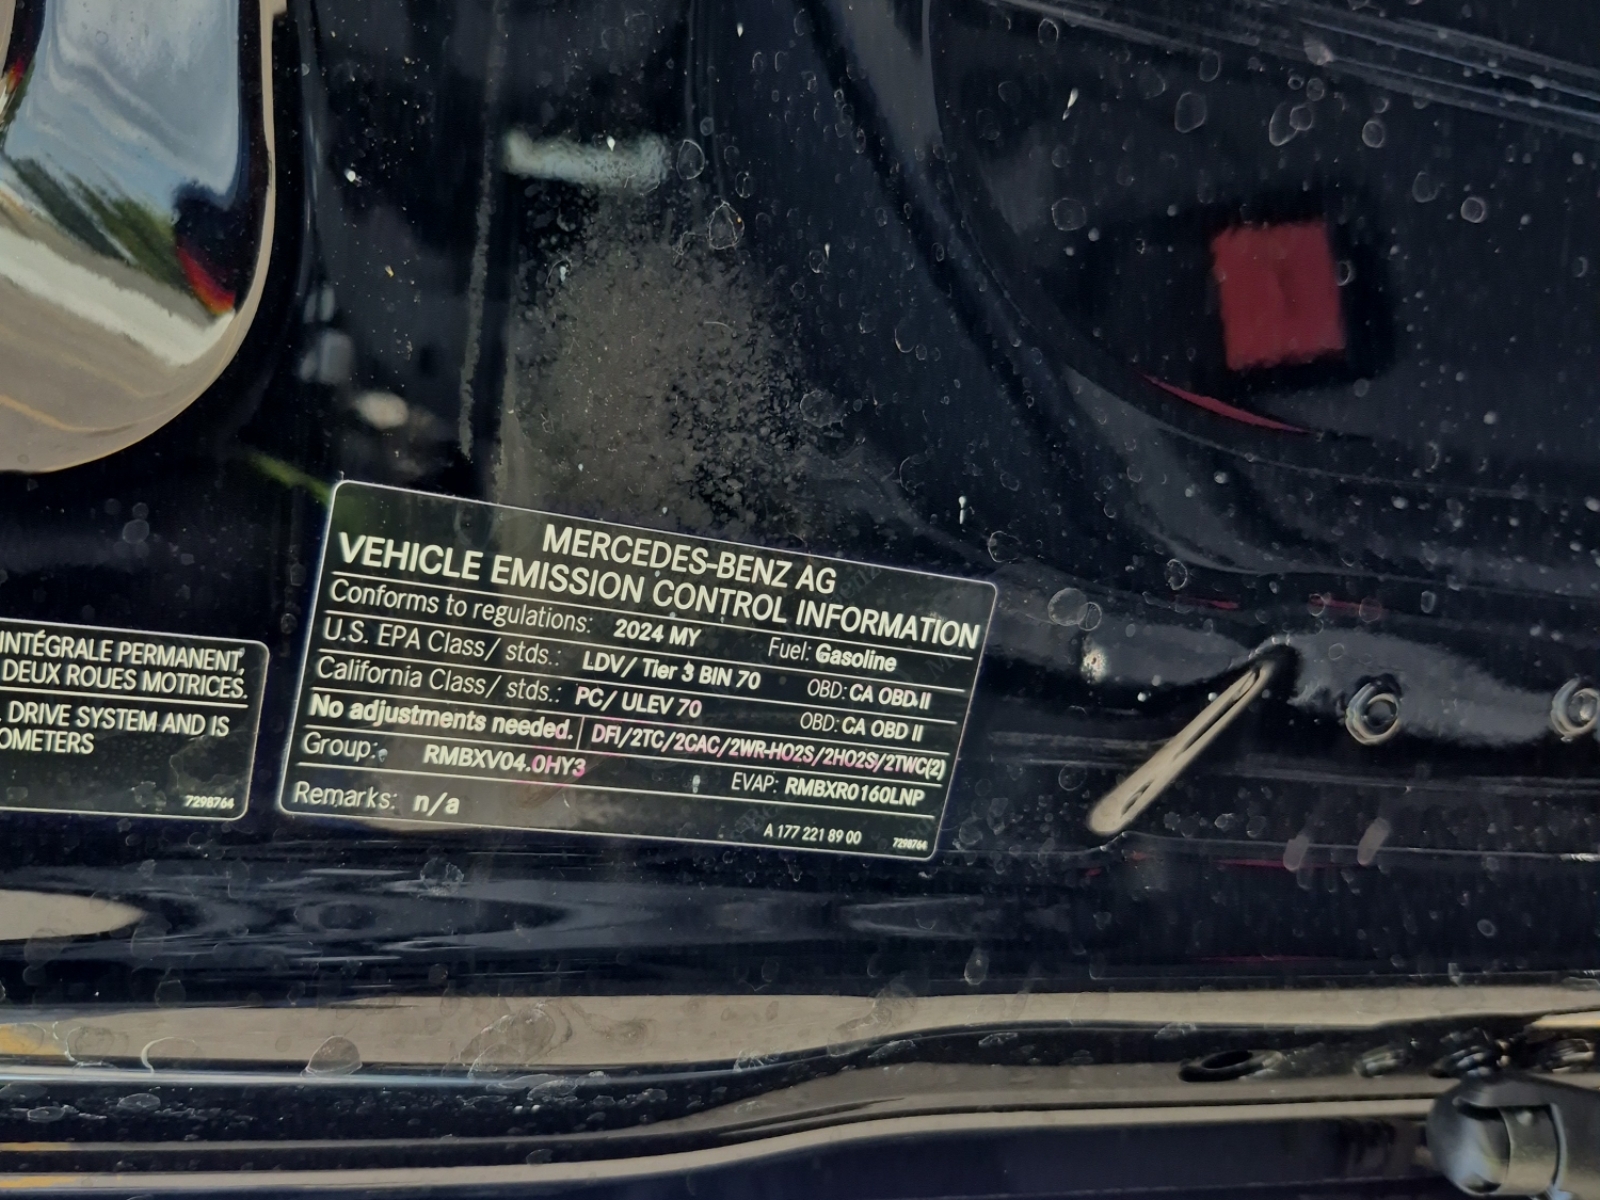 INTÉGRALE PERMANENT,
DEUX ROUES MOTRICES.
DRIVE SYSTEM AND IS
OMETERS
7298764
MERCEDES-BENZ AG
VEHICLE EMISSION CONTROL INFORMATION
Conforms to regulations: 2024 MY Fuel: Gasoline
U.S. EPA Class/ stds.: LDV/ Tier 3 BIN 70 OBD: CA OBD II
California Class/ stds.: PC/ ULEV 70 OBD: CA OBD II
No adjustments needed. DFI/2TC/2CAC/2WR-HO2S/2HO2S/2TWC(2)
Group: RMBXV04.0HY3 EVAP: RMBXR0160LNP
Remarks: n/a
A 177 221 89 00 7298764